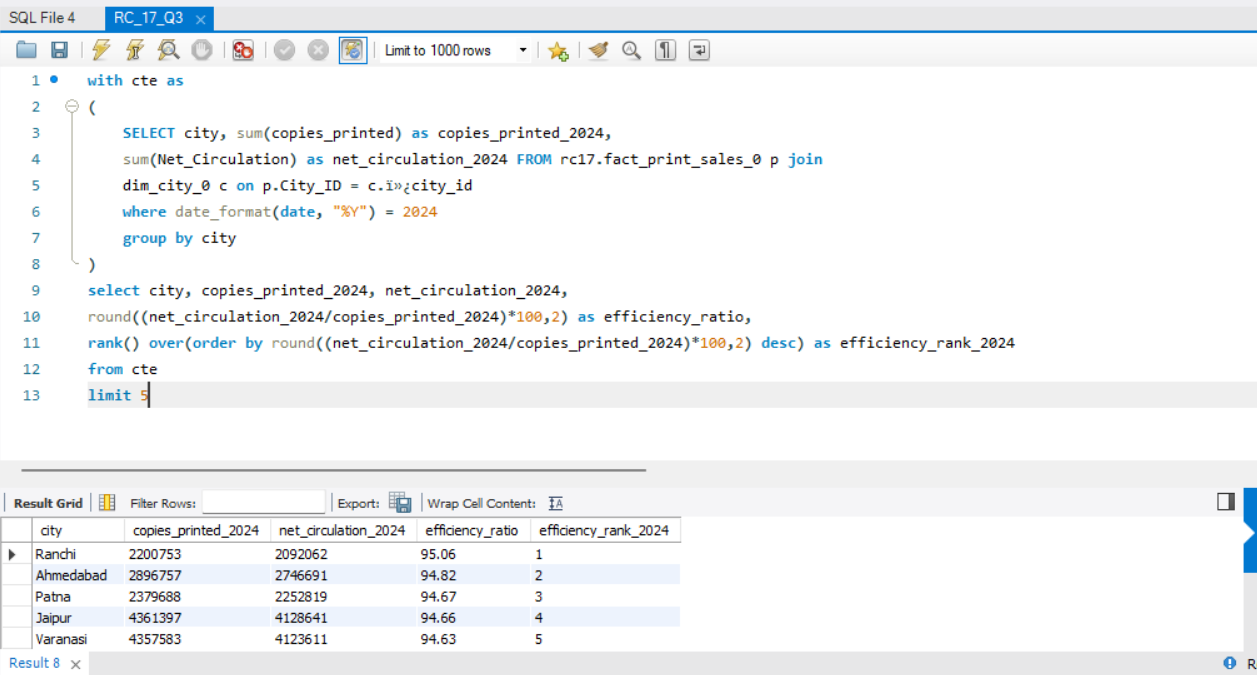 SQL File 4 RC_17_Q3
Limit to 1000 rows
1 with cte as
2 (
3 SELECT city, sum(copies_printed) as copies_printed_2024,
4 sum(Net_Circulation) as net_circulation_2024 FROM rc17.fact_print_sales_0 p join
5 dim_city_0 c on p.City_ID = c.ï»¿city_id
6 where date_format(date, "%Y") = 2024
7 group by city
8 )
9 select city, copies_printed_2024, net_circulation_2024,
10 round((net_circulation_2024/copies_printed_2024)*100,2) as efficiency_ratio,
11 rank() over(order by round((net_circulation_2024/copies_printed_2024)*100,2) desc) as efficiency_rank_2024
12 from cte
13 limit 5
Result Grid Filter Rows: Export: Wrap Cell Content:
city copies_printed_2024 net_circulation_2024 efficiency_ratio efficiency_rank_2024
Ranchi 2200753 2092062 95.06 1
Ahmedabad 2896757 2746691 94.82 2
Patna 2379688 2252819 94.67 3
Jaipur 4361397 4128641 94.66 4
Varanasi 4357583 4123611 94.63 5
Result 8 R